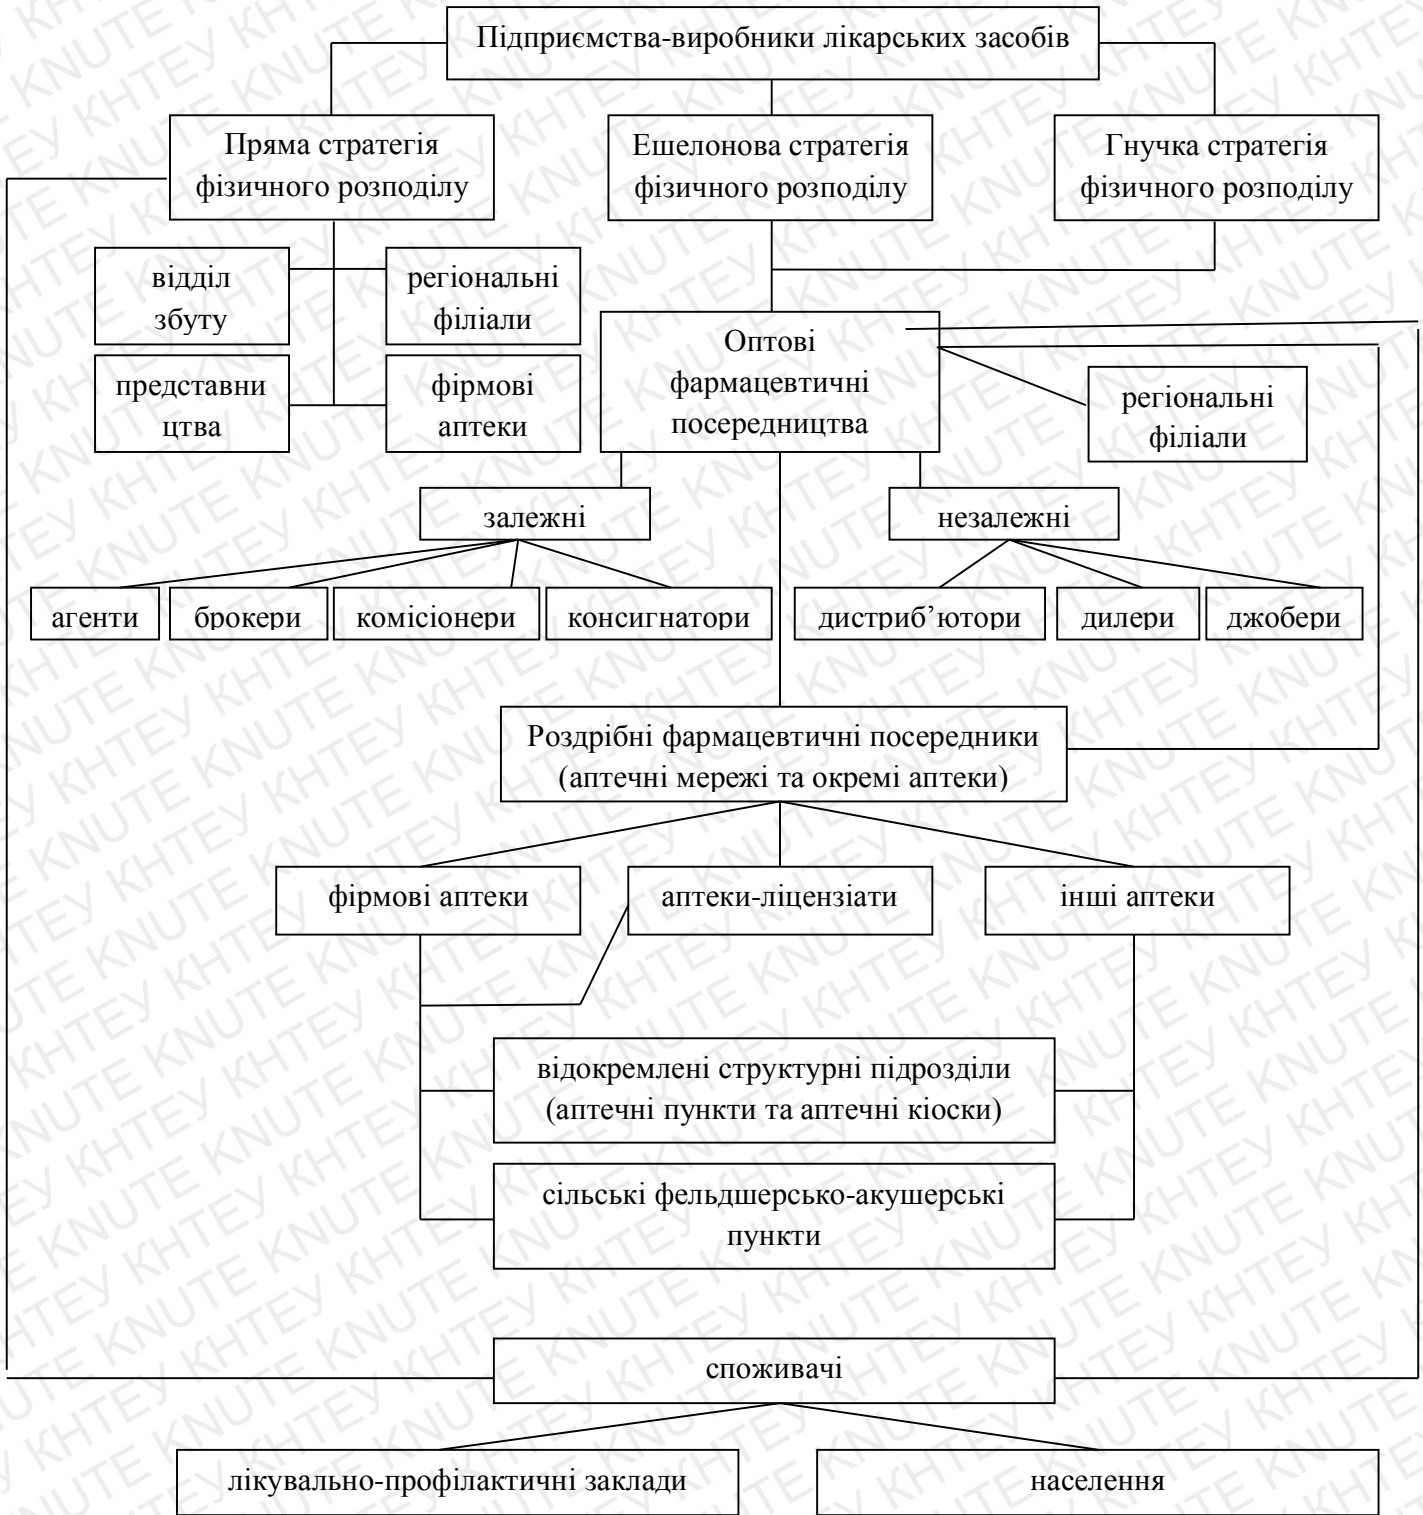 Підприємства-виробники лікарських засобів
Пряма стратегія
фізичного розподілу
Ешелонова стратегія
фізичного розподілу
Гнучка стратегія
фізичного розподілу
відділ
збуту
регіональні
філіали
представни
цтва
фірмові
аптеки
Оптові
фармацевтичні
посередництва
регіональні
філіали
залежні
незалежні
агенти
брокери
комісіонери
консигнатори
дистриб’ютори
дилери
джобери
Роздрібні фармацевтичні посередники
(аптечні мережі та окремі аптеки)
фірмові аптеки
аптеки-ліцензіати
інші аптеки
відокремлені структурні підрозділи
(аптечні пункти та аптечні кіоски)
сільські фельдшерсько-акушерські
пункти
споживачі
лікувально-профілактичні заклади
населення